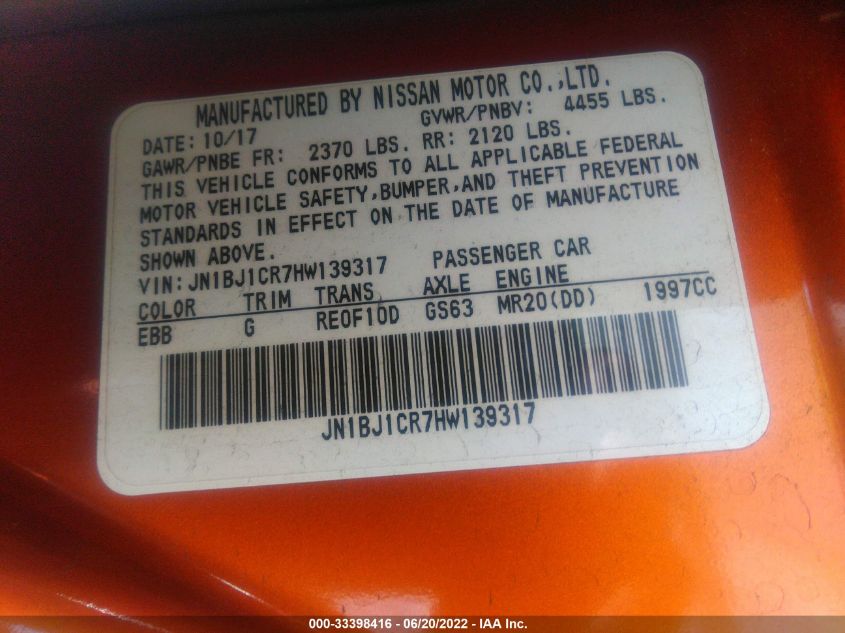 MANUFACTURED BY NISSAN MOTOR CO.,LTD.
DATE: 10/17 GVWR/PNBV: 4455 LBS.
GAWR/PNBE FR: 2370 LBS. RR: 2120 LBS.
THIS VEHICLE CONFORMS TO ALL APPLICABLE FEDERAL
MOTOR VEHICLE SAFETY,BUMPER,AND THEFT PREVENTION
STANDARDS IN EFFECT ON THE DATE OF MANUFACTURE
SHOWN ABOVE.
VIN: JN1BJ1CR7HW139317 PASSENGER CAR
COLOR TRIM TRANS AXLE ENGINE
EBB G RE0F10D GS63 MR20(DD) 1997CC
JN1BJ1CR7HW139317
000-33398416 - 06/20/2022 - IAA Inc.